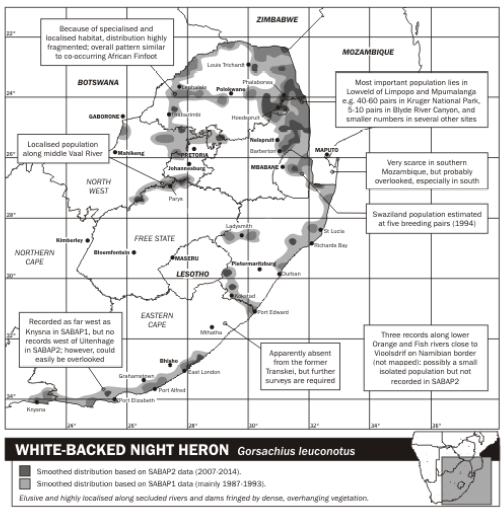 ZIMBABWE
22°
Because of specialised and
localised habitat, distribution highly
fragmented; overall pattern similar
to co-occurring African Finfoot
MOZAMBIQUE
Louis Trichardt
Phalaborwa
BOTSWANA
Lephalale
Polokwane
24°
Most important population lies in
Lowveld of Limpopo and Mpumalanga
e.g. 40-60 pairs in Kruger National Park,
5-10 pairs in Blyde River Canyon, and
smaller numbers in several other sites
GABORONE
Thabazimbi
Hoedspruit
Localised population
along middle Vaal River
Mahikeng
PRETORIA
Johannesburg
Nelspruit
Barberton
MBABANE
MAPUTO
26°
Very scarce in southern
Mozambique, but probably
overlooked, especially in south
NORTH
WEST
Parys
Swaziland population estimated
at five breeding pairs (1994)
28°
NORTHERN
CAPE
Kimberley
FREE STATE
Bloemfontein
MASERU
LESOTHO
Ladysmith
St Lucia
Richards Bay
Pietermaritzburg
Durban
30°
Kokstad
Port Edward
EASTERN
CAPE
Mthatha
Recorded as far west as
Knysna in SABAP1, but no
records west of Uitenhage
in SABAP2; however, could
easily be overlooked
Apparently absent
from the former
Transkei, but further
surveys are required
Three records along lower
Orange and Fish rivers close to
Vioolsdrif on Namibian border
(not mapped): possibly a small
isolated population but not
recorded in SABAP2
32°
Bhisho
East London
Grahamstown
Port Alfred
Port Elizabeth
Knysna
34°
26°
28°
30°
32°
34°
36°
WHITE-BACKED NIGHT HERON Gorsachius leuconotus
Smoothed distribution based on SABAP2 data (2007-2014).
Smoothed distribution based on SABAP1 data (mainly 1987-1993).
Elusive and highly localised along secluded rivers and dams fringed by dense, overhanging vegetation.